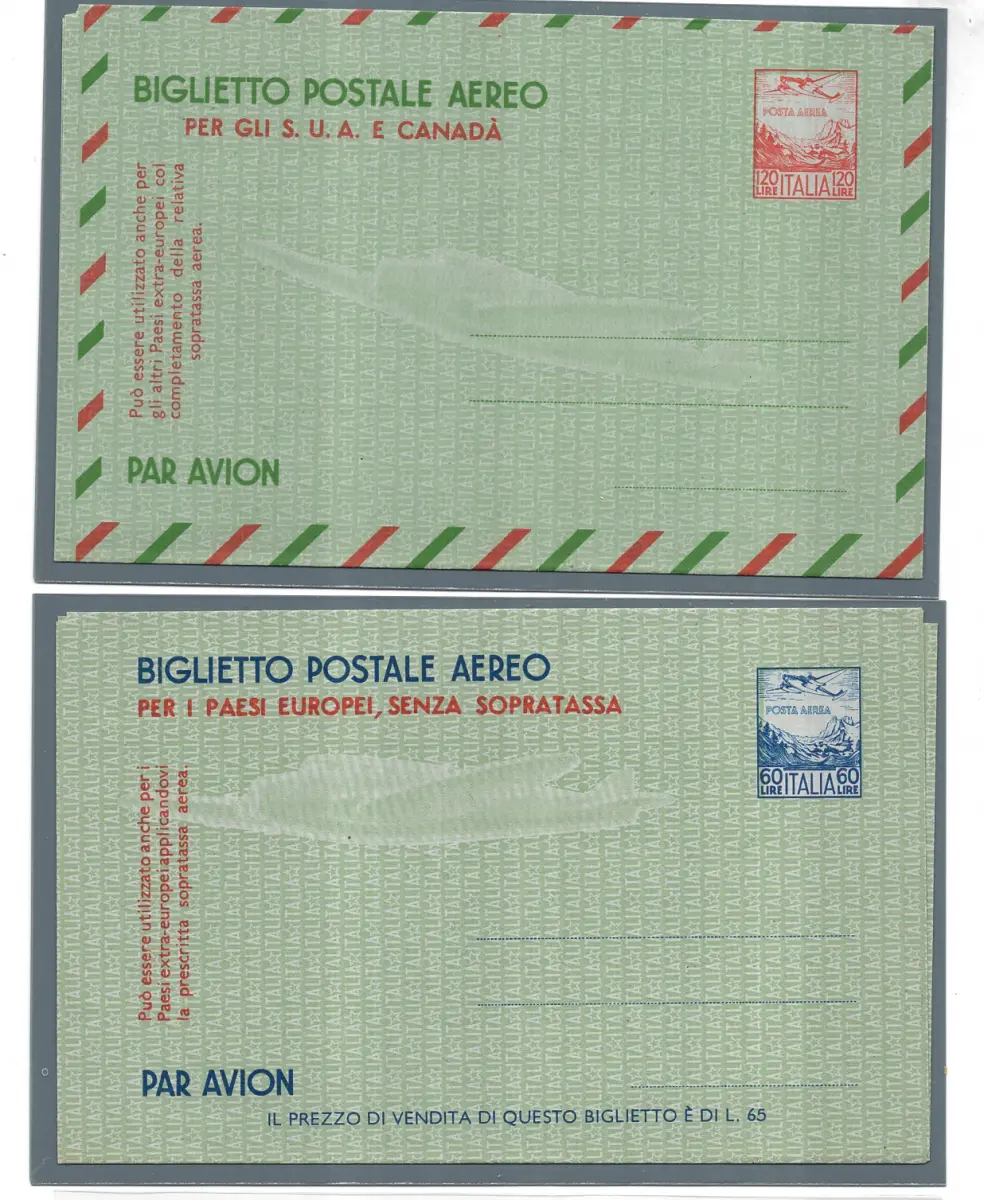 BIGLIETTO POSTALE AEREO
PER GLI S. U. A. E CANADÀ
POSTA AEREA
120 ITALIA 120
LIRE LIRE
Può essere utilizzato anche per
gli altri Paesi extra-europei col
completamento della relativa
sopratassa aerea.
PAR AVION
BIGLIETTO POSTALE AEREO
PER I PAESI EUROPEI, SENZA SOPRATASSA
POSTA AEREA
60 ITALIA 60
LIRE LIRE
Può essere utilizzato anche per i
Paesi extra-europei applicandovi
la prescritta sopratassa aerea.
PAR AVION
IL PREZZO DI VENDITA DI QUESTO BIGLIETTO È DI L. 65